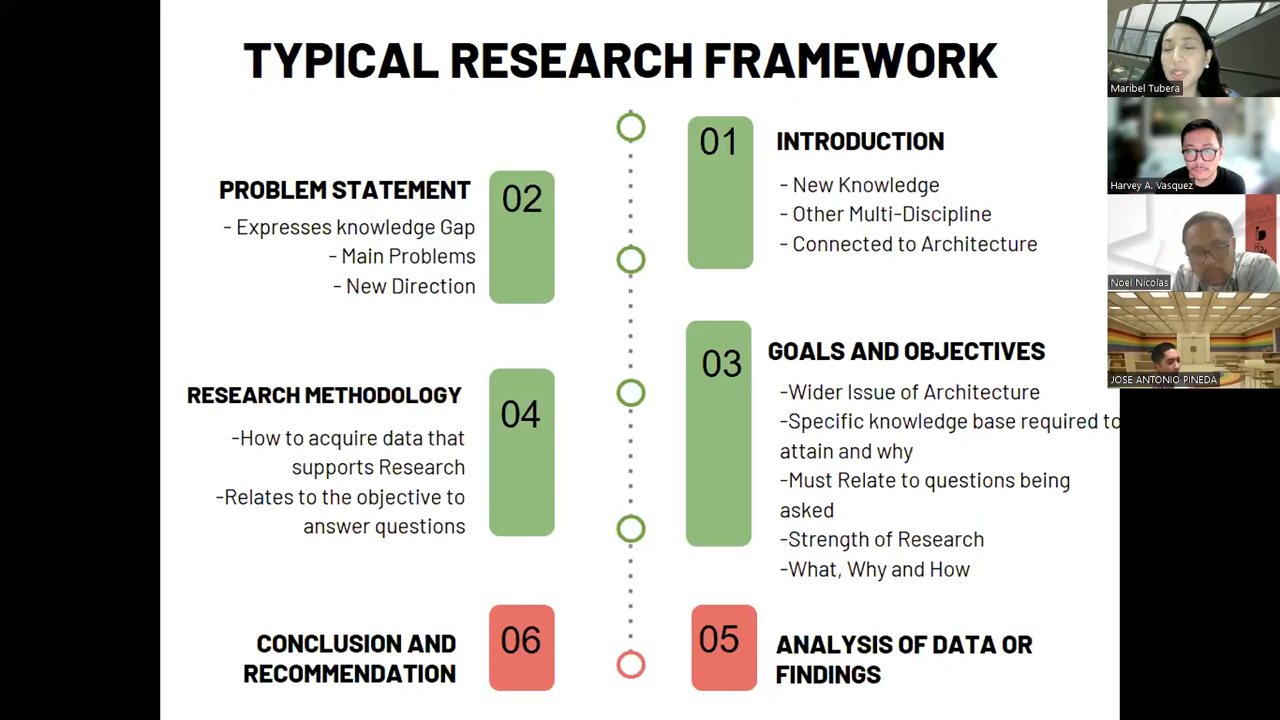 TYPICAL RESEARCH FRAMEWORK
01
INTRODUCTION
- New Knowledge
- Other Multi-Discipline
- Connected to Architecture
02
PROBLEM STATEMENT
- Expresses knowledge Gap
- Main Problems
- New Direction
03
GOALS AND OBJECTIVES
-Wider Issue of Architecture
-Specific knowledge base required to
attain and why
-Must Relate to questions being
asked
-Strength of Research
-What, Why and How
04
RESEARCH METHODOLOGY
-How to acquire data that
supports Research
-Relates to the objective to
answer questions
05
ANALYSIS OF DATA OR
FINDINGS
06
CONCLUSION AND
RECOMMENDATION
Maribel Tubera
Harvey A. Vasquez
Noel Nicolas
JOSE ANTONIO PINEDA